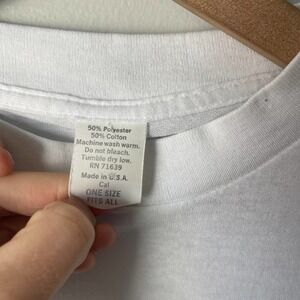 50% Polyester
50% Cotton
Machine wash warm.
Do not bleach.
Tumble dry low.
RN 71639
Made in U.S.A.
Cal
ONE SIZE
FITS ALL